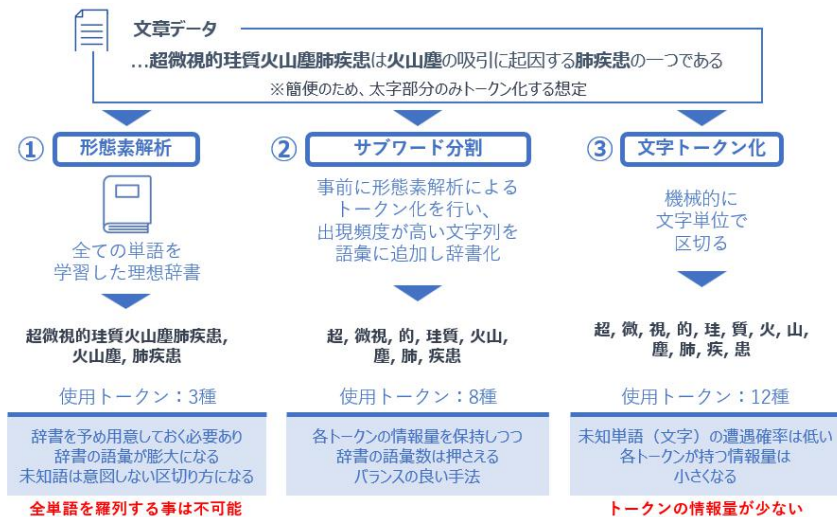 文章データ
…超微視的珪質火山塵肺疾患は火山塵の吸引に起因する肺疾患の一つである
※簡便のため、太字部分のみトークン化する想定
① 形態素解析
全ての単語を
学習した理想辞書
超微視的珪質火山塵肺疾患,
火山塵, 肺疾患
使用トークン：3種
辞書を予め用意しておく必要あり
辞書の語彙が膨大になる
未知語は意図しない区切り方になる
全単語を羅列する事は不可能
② サブワード分割
事前に形態素解析による
トークン化を行い、
出現頻度が高い文字列を
語彙に追加し辞書化
超, 微視, 的, 珪質, 火山,
塵, 肺, 疾患
使用トークン：8種
各トークンの情報量を保持しつつ
辞書の語彙数は押さえる
バランスの良い手法
③ 文字トークン化
機械的に
文字単位で
区切る
超, 微, 視, 的, 珪, 質, 火, 山,
塵, 肺, 疾, 患
使用トークン：12種
未知単語（文字）の遭遇確率は低い
各トークンが持つ情報量は
小さくなる
トークンの情報量が少ない